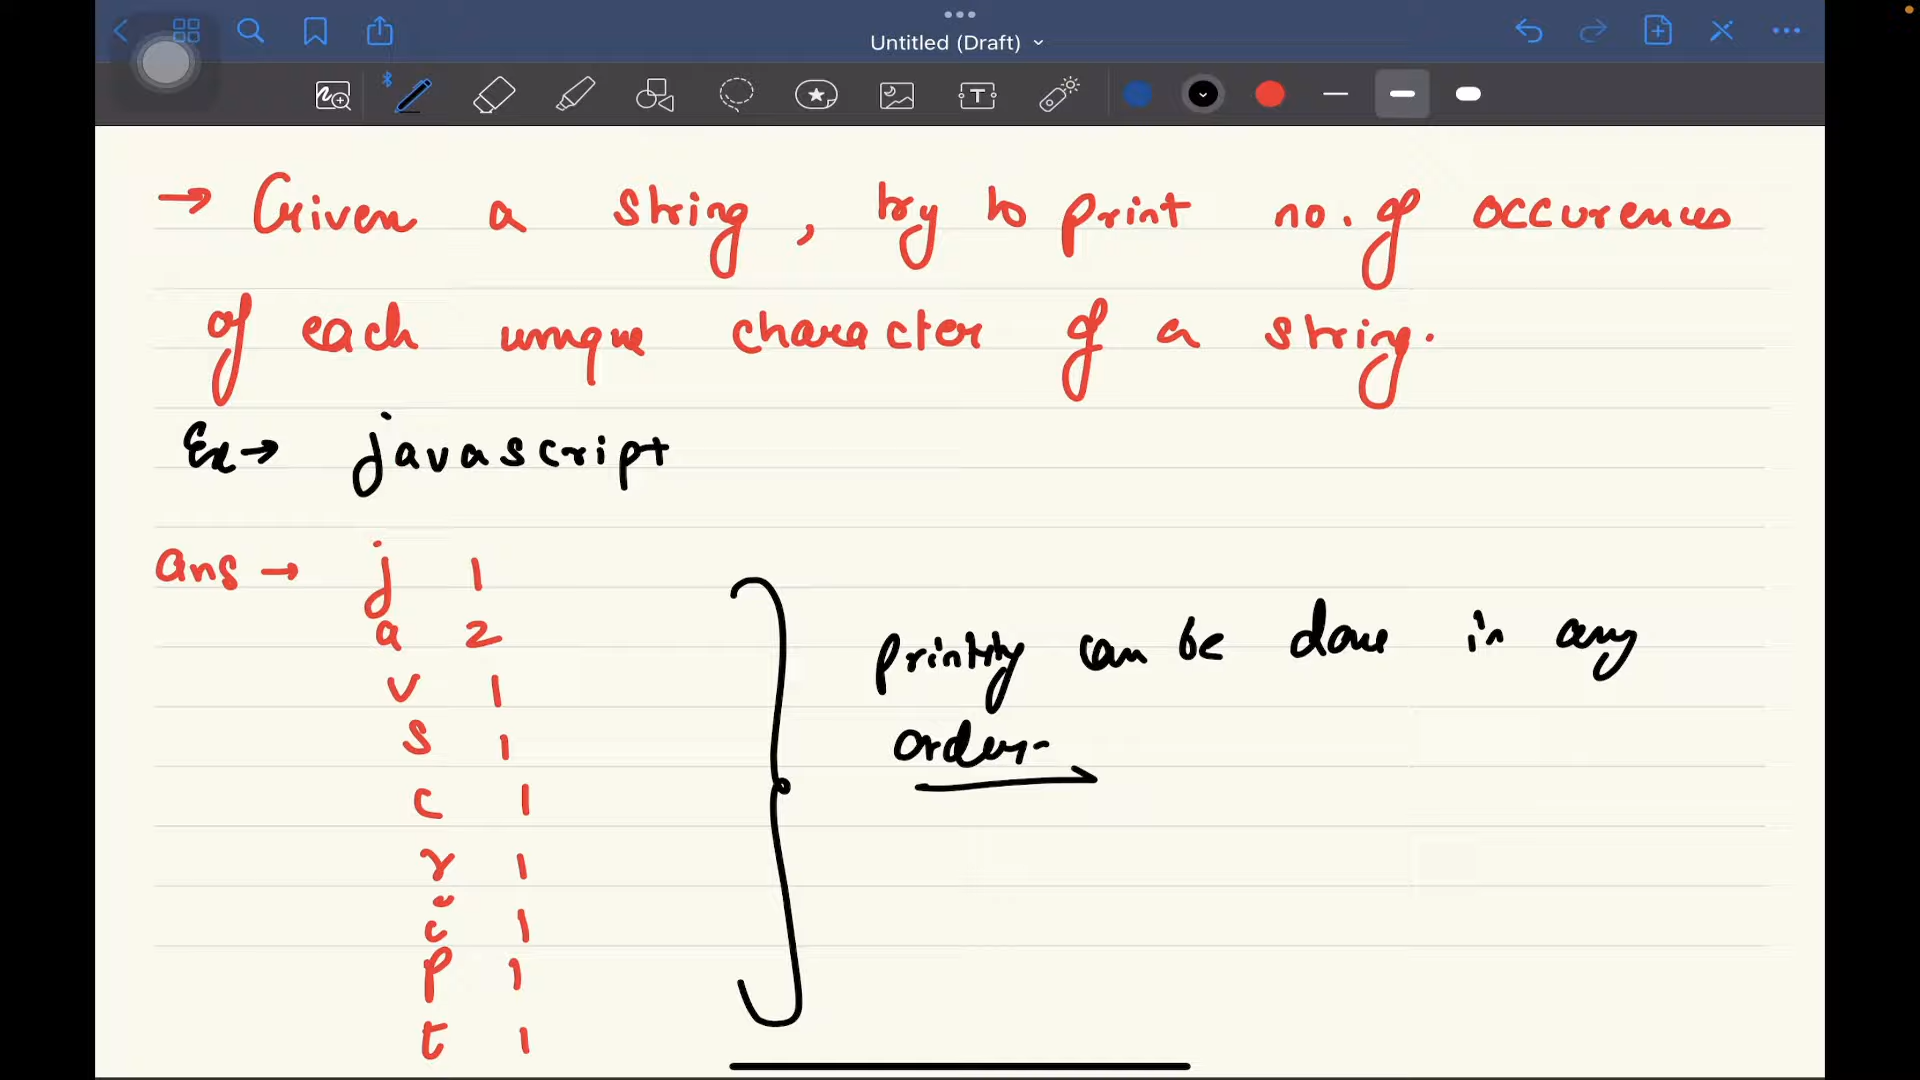 Untitled (Draft)
→ Given a string, try to print no. of occurences
of each unique character of a string.
Ex → javascript
ans → j 1
a 2
v 1
s 1
c 1
r 1
i 1
p 1
t 1
printing can be done in any
order